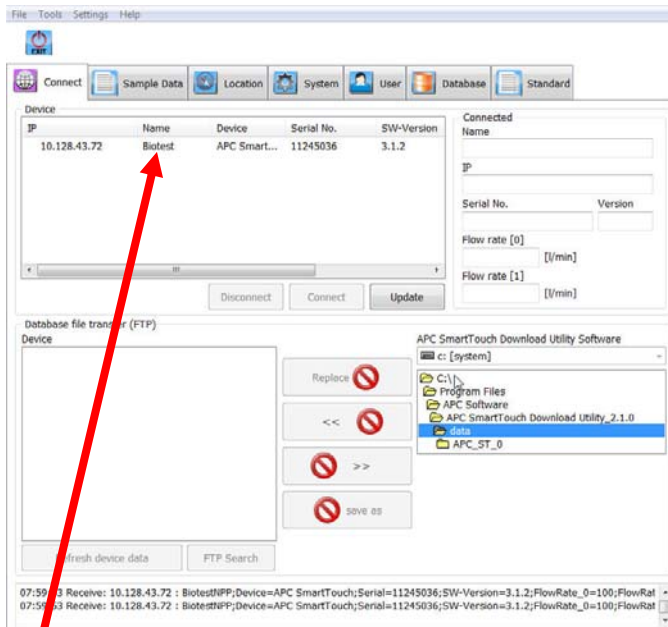 File Tools Settings Help
EXIT
Connect Sample Data Location System User Database Standard
Device
IP Name Device Serial No. SW-Version
10.128.43.72 Biotest APC Smart... 11245036 3.1.2
Disconnect Connect Update
Connected
Name
IP
Serial No. Version
Flow rate [0]
[l/min]
Flow rate [1]
[l/min]
Database file transfer (FTP)
Device
Replace
<<
>>
save as
Refresh device data FTP Search
APC SmartTouch Download Utility Software
c: [system]
C:\
Program Files
APC Software
APC SmartTouch Download Utility_2.1.0
data
APC_ST_0
Receive: 10.128.43.72 : BiotestNPP;Device=APC SmartTouch;Serial=11245036;SW-Version=3.1.2;FlowRate_0=100;FlowRat
Receive: 10.128.43.72 : BiotestNPP;Device=APC SmartTouch;Serial=11245036;SW-Version=3.1.2;FlowRate_0=100;FlowRat